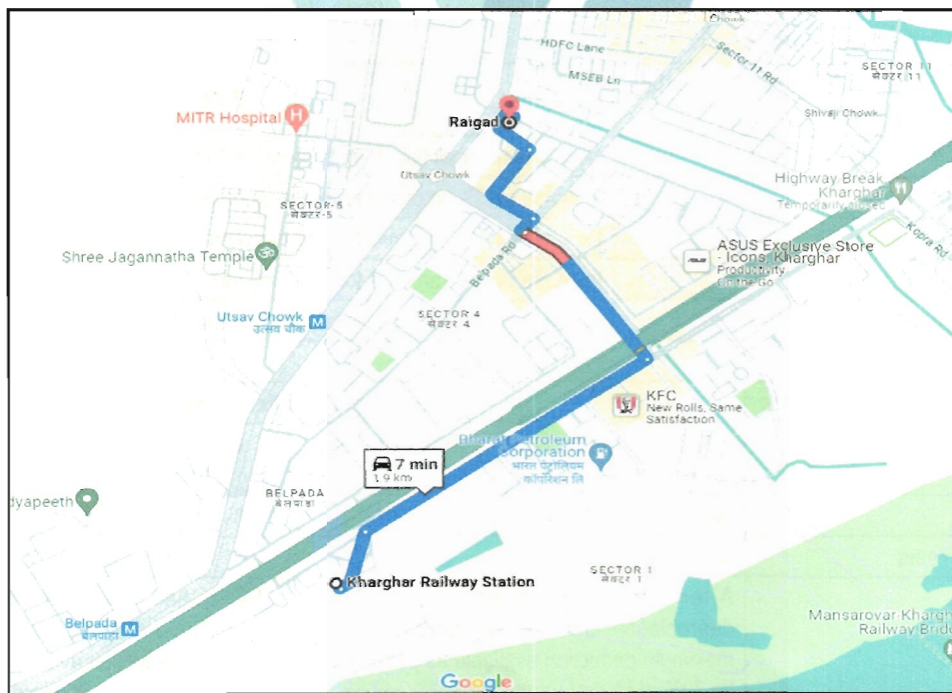 Chowk
HDFC Lane
Sector 11 Rd
SECTOR 11
सेक्टर 11
MSEB Ln
MITR Hospital
H
Raigad
Shivaji Chowk
Utsav Chowk
Highway Break
Kharghar
Temporarily closed
SECTOR-5
सेक्टर-5
Kopra Rd
Shree Jagannatha Temple
Belpada Rd
ASUS Exclusive Store
- Icons, Kharghar
Productivity
On the Go
Utsav Chowk
उत्सव चौक
M
SECTOR 4
सेक्टर 4
KFC
New Rolls, Same
Satisfaction
Bharat Petroleum
Corporation
भारत पेट्रोलियम
कॉर्पोरेशन लि
7 min
1.9 km
BELPADA
बेलपाडा
dyapeeth
Kharghar Railway Station
SECTOR 1
सेक्टर 1
Mansarovar-Khargh
Railway Bridg
Belpada
बेलपाडा
M
Google